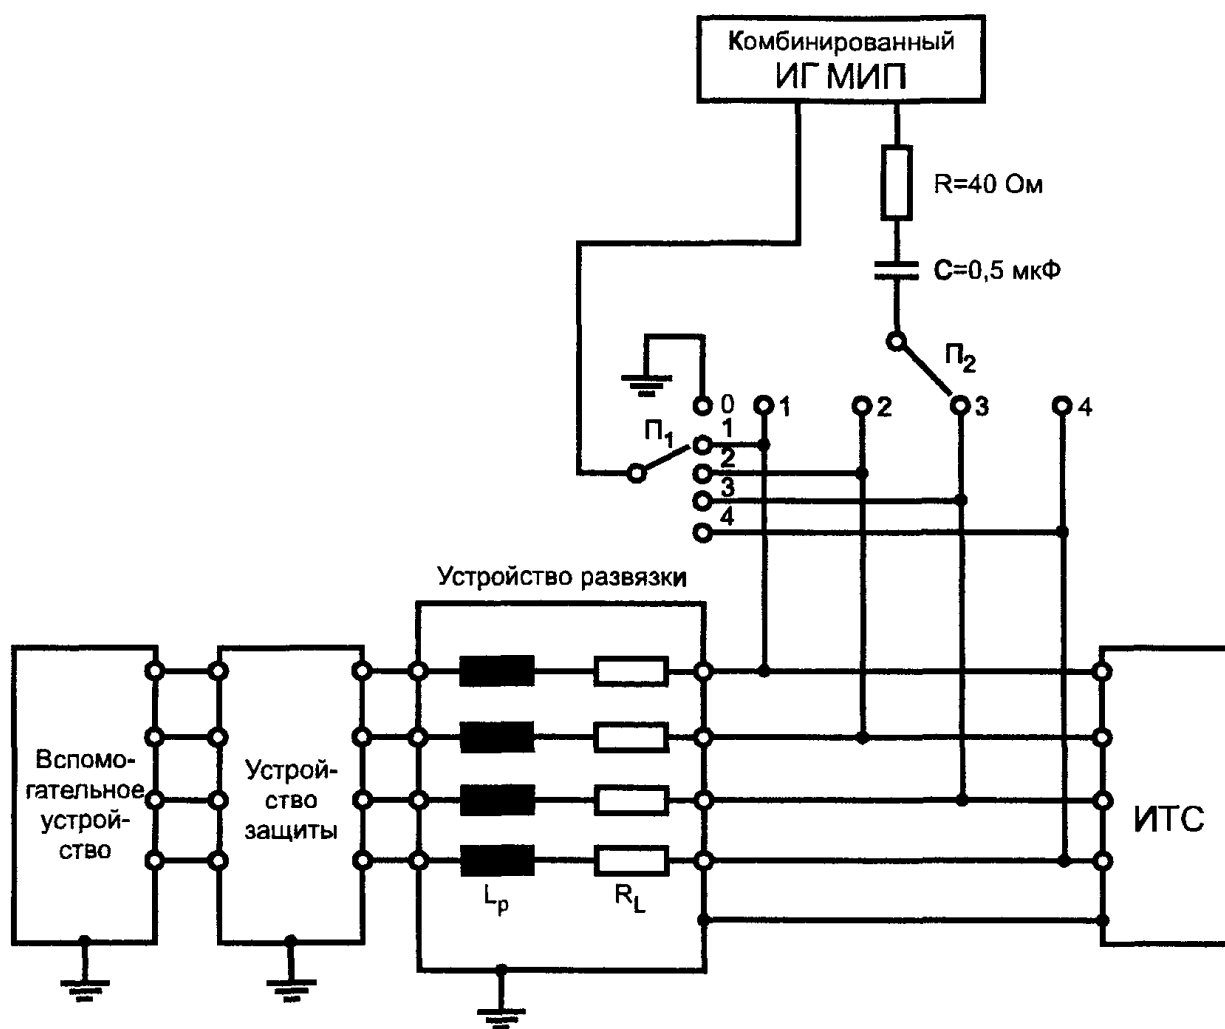 Комбинированный
ИГ МИП
R=40 Ом
C=0,5 мкФ
П2
0
1
2
3
4
П1
1
2
3
4
Устройство развязки
Вспомо-
гательное
устрой-
ство
Устрой-
ство
защиты
Lр
RL
ИТС